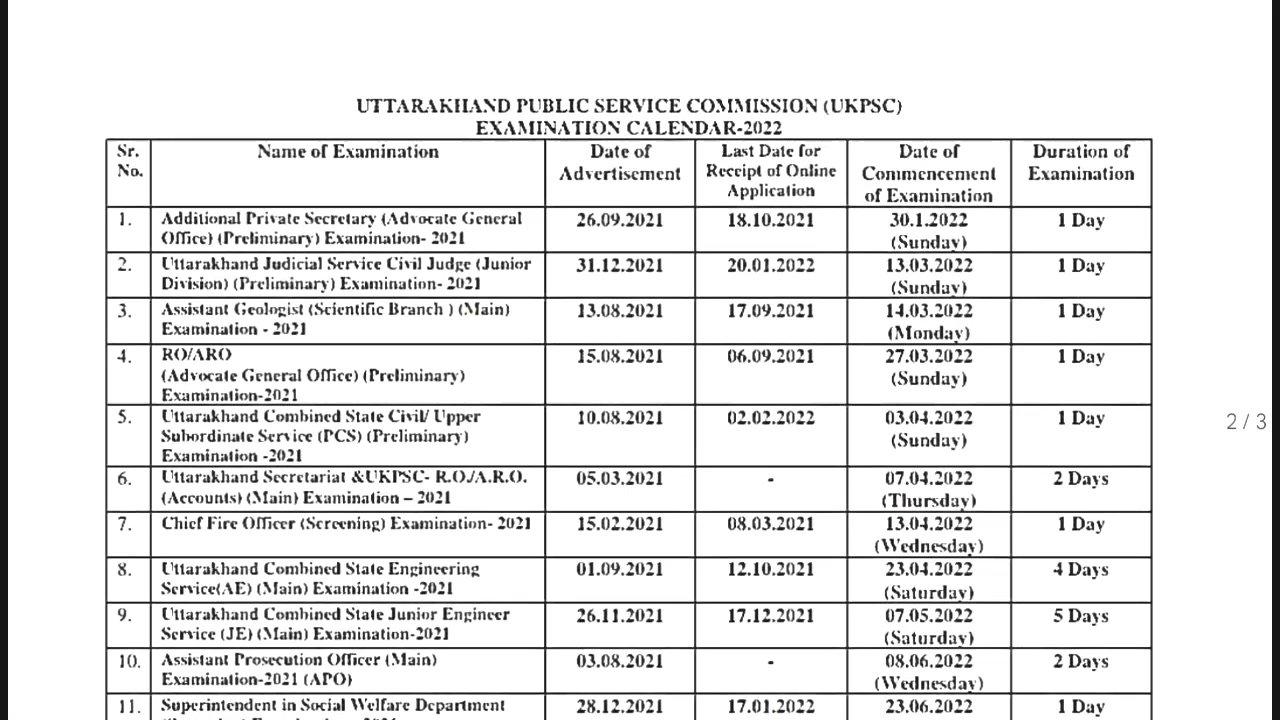 UTTARAKHAND PUBLIC SERVICE COMMISSION (UKPSC)
EXAMINATION CALENDAR-2022
Sr. No. Name of Examination Date of Advertisement Last Date for Receipt of Online Application Date of Commencement of Examination Duration of Examination
1. Additional Private Secretary (Advocate General 26.09.2021 18.10.2021 30.1.2022 1 Day
Office) (Preliminary) Examination- 2021 (Sunday)
2. Uttarakhand Judicial Service Civil Judge (Junior 31.12.2021 20.01.2022 13.03.2022 1 Day
Division) (Preliminary) Examination- 2021 (Sunday)
3. Assistant Geologist (Scientific Branch ) (Main) 13.08.2021 17.09.2021 14.03.2022 1 Day
Examination - 2021 (Monday)
4. RO/ARO 15.08.2021 06.09.2021 27.03.2022 1 Day
(Advocate General Office) (Preliminary) (Sunday)
Examination-2021
5. Uttarakhand Combined State Civil/ Upper 10.08.2021 02.02.2022 03.04.2022 1 Day
Subordinate Service (PCS) (Preliminary) (Sunday)
Examination -2021
2 / 3
6. Uttarakhand Secretariat &UKPSC- R.O./A.R.O. 05.03.2021 - 07.04.2022 2 Days
(Accounts) (Main) Examination – 2021 (Thursday)
7. Chief Fire Officer (Screening) Examination- 2021 15.02.2021 08.03.2021 13.04.2022 1 Day
(Wednesday)
8. Uttarakhand Combined State Engineering 01.09.2021 12.10.2021 23.04.2022 4 Days
Service(AE) (Main) Examination -2021 (Saturday)
9. Uttarakhand Combined State Junior Engineer 26.11.2021 17.12.2021 07.05.2022 5 Days
Service (JE) (Main) Examination-2021 (Saturday)
10. Assistant Prosecution Officer (Main) 03.08.2021 - 08.06.2022 2 Days
Examination-2021 (APO) (Wednesday)
11. Superintendent in Social Welfare Department 28.12.2021 17.01.2022 23.06.2022 1 Day